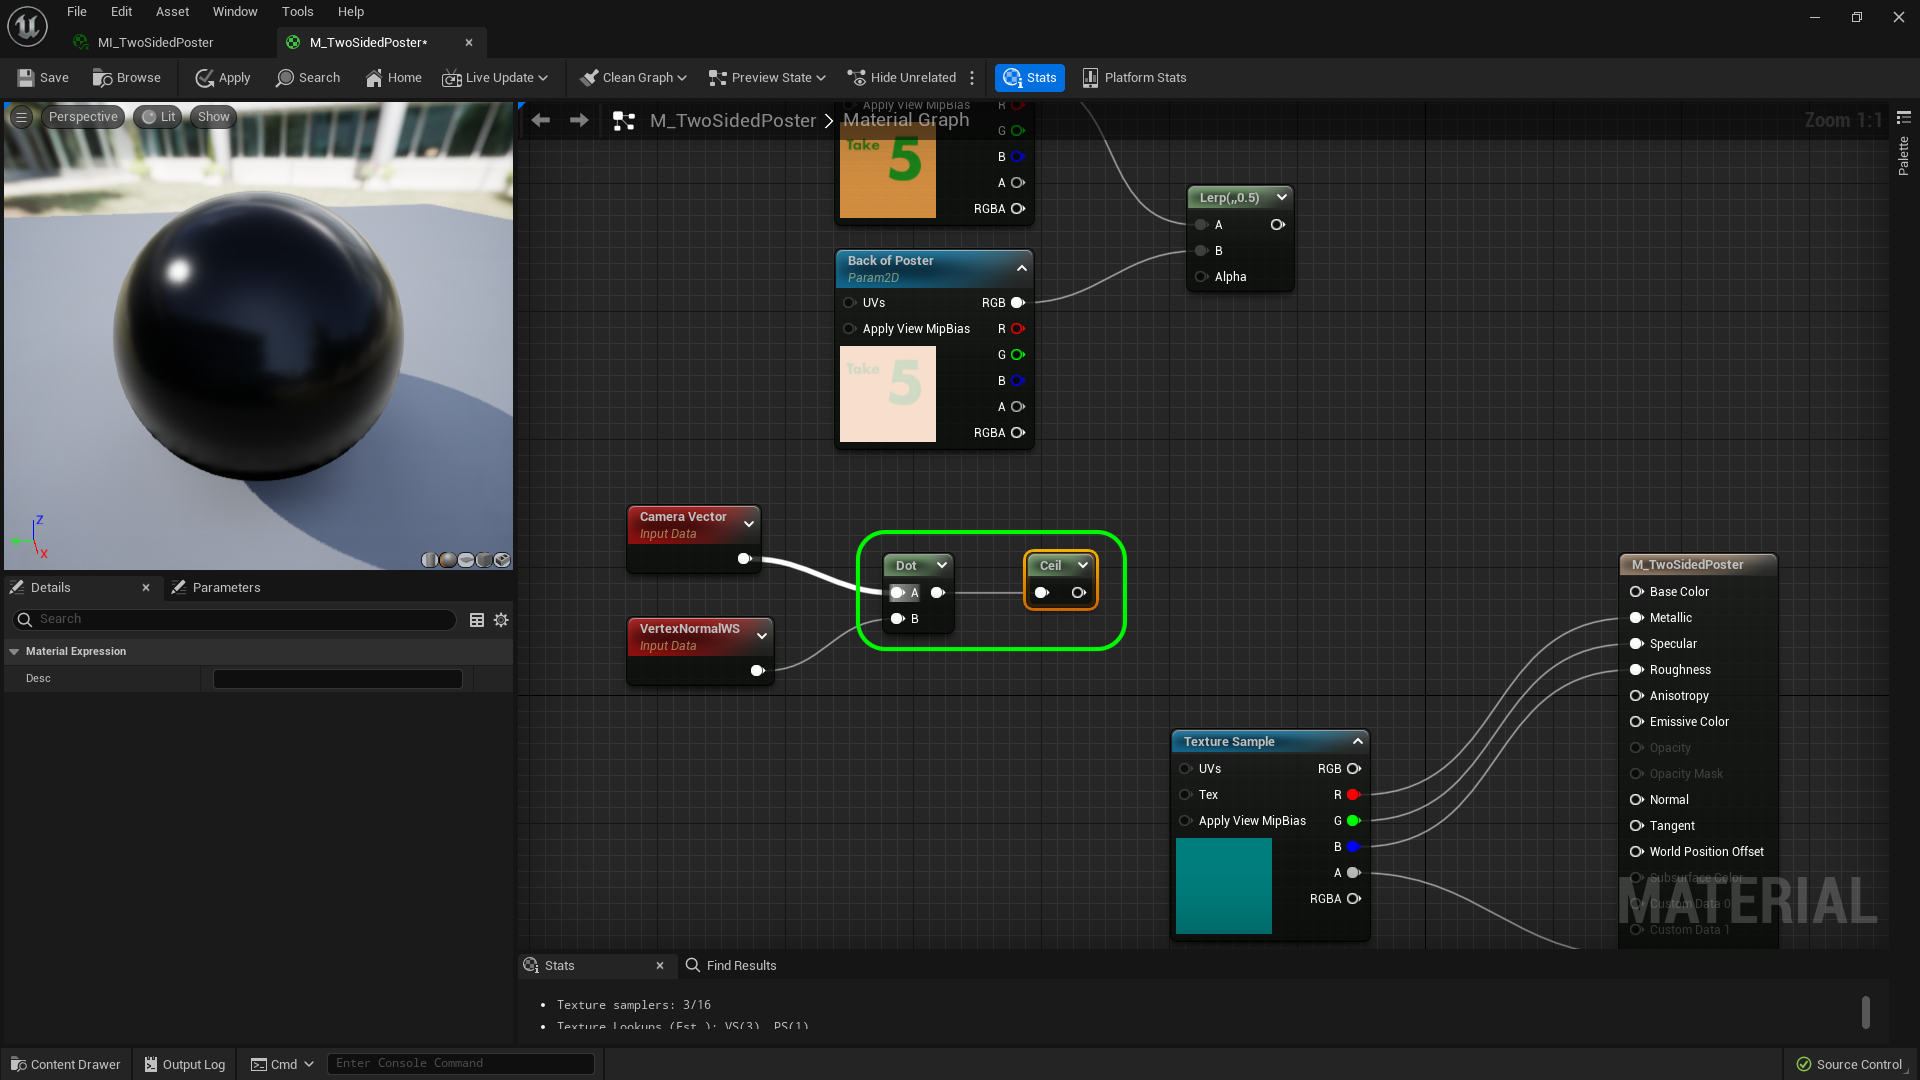 File Edit Asset Window Tools Help
MI_TwoSidedPoster
M_TwoSidedPoster*
Save Browse Apply Search Home Live Update Clean Graph Preview State Hide Unrelated Stats Platform Stats
Perspective Lit Show
M_TwoSidedPoster > Material Graph
Zoom 1:1
Palette
Apply View MipBias R
G
B
A
RGBA
Take 5
Lerp(,,0.5)
A
B
Alpha
Back of Poster
Param2D
UVs RGB
Apply View MipBias R
G
B
A
RGBA
Take 5
Camera Vector
Input Data
VertexNormalWS
Input Data
Dot
A
B
Ceil
Z
X
M_TwoSidedPoster
Base Color
Metallic
Specular
Roughness
Anisotropy
Emissive Color
Opacity
Opacity Mask
Normal
Tangent
World Position Offset
Subsurface Color
Custom Data 0
Custom Data 1
MATERIAL
Texture Sample
UVs RGB
Tex R
Apply View MipBias G
B
A
RGBA
Details Parameters
Search
Material Expression
Desc
Stats Find Results
Texture samplers: 3/16
Texture Lookups (Est.): VS(3), PS(1)
Content Drawer Output Log Cmd Enter Console Command Source Control